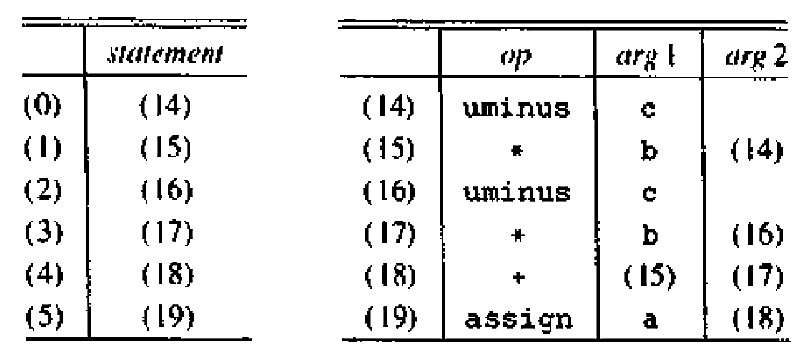 statement op arg 1 arg 2
(0) (14) (14) uminus c
(1) (15) (15) * b (14)
(2) (16) (16) uminus c
(3) (17) (17) * b (16)
(4) (18) (18) + (15) (17)
(5) (19) (19) assign a (18)